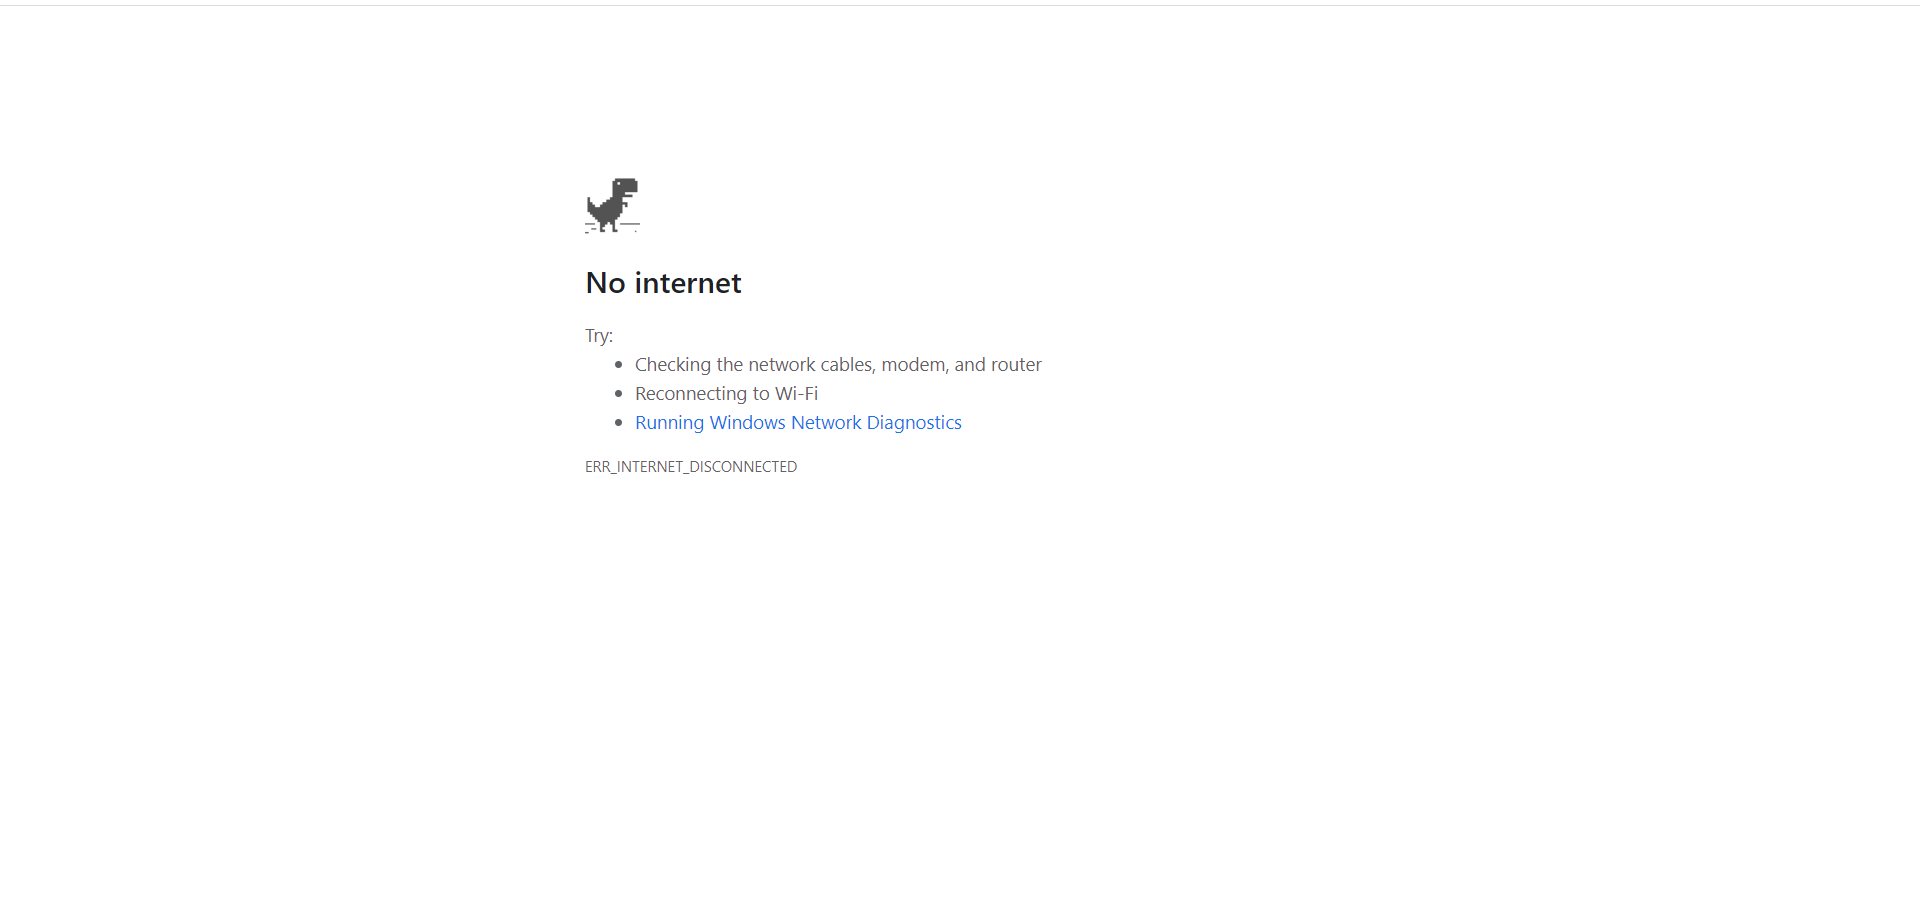 No internet
Try:
• Checking the network cables, modem, and router
• Reconnecting to Wi-Fi
• Running Windows Network Diagnostics
ERR_INTERNET_DISCONNECTED